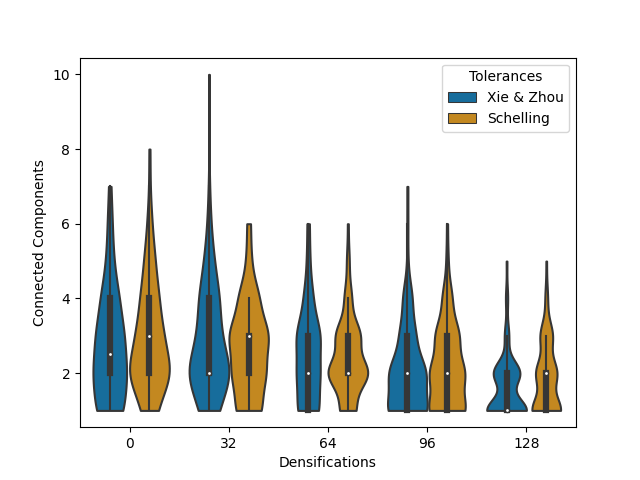 Connected Components
10
8
6
4
2
Tolerances
Xie & Zhou
Schelling
0 32 64 96 128
Densifications